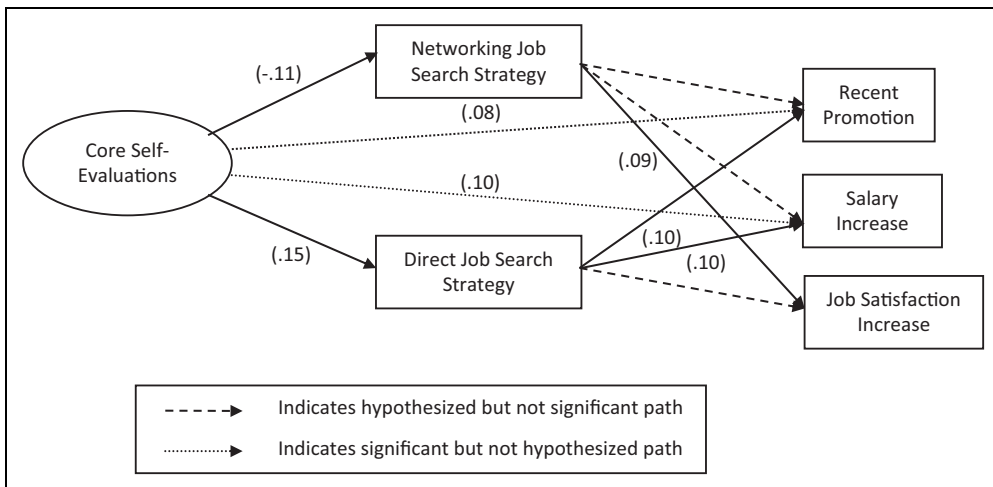 Networking Job
Search Strategy
(-.11)
Recent
Promotion
(.08)
Core Self-
Evaluations
(.09)
(.10)
Salary
Increase
(.15)
Direct Job Search
Strategy
(.10)
(.10)
Job Satisfaction
Increase
Indicates hypothesized but not significant path
Indicates significant but not hypothesized path